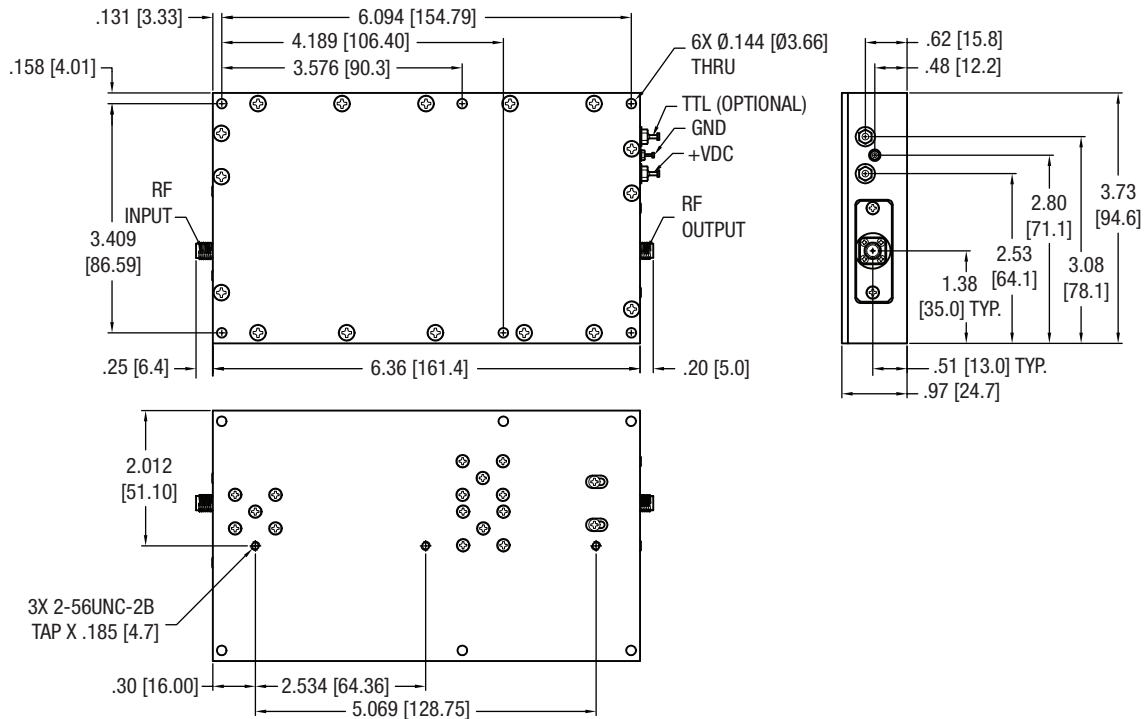 .131 [3.33]
6.094 [154.79]
4.189 [106.40]
3.576 [90.3]
.158 [4.01]
6X Ø.144 [Ø3.66]
THRU
TTL (OPTIONAL)
GND
+VDC
RF
INPUT
RF
OUTPUT
3.409
[86.59]
.25 [6.4]
6.36 [161.4]
.20 [5.0]
.62 [15.8]
.48 [12.2]
3.73
[94.6]
2.80
[71.1]
2.53
[64.1]
3.08
[78.1]
1.38
[35.0] TYP.
.51 [13.0] TYP.
.97 [24.7]
2.012
[51.10]
3X 2-56UNC-2B
TAP X .185 [4.7]
.30 [16.00]
2.534 [64.36]
5.069 [128.75]